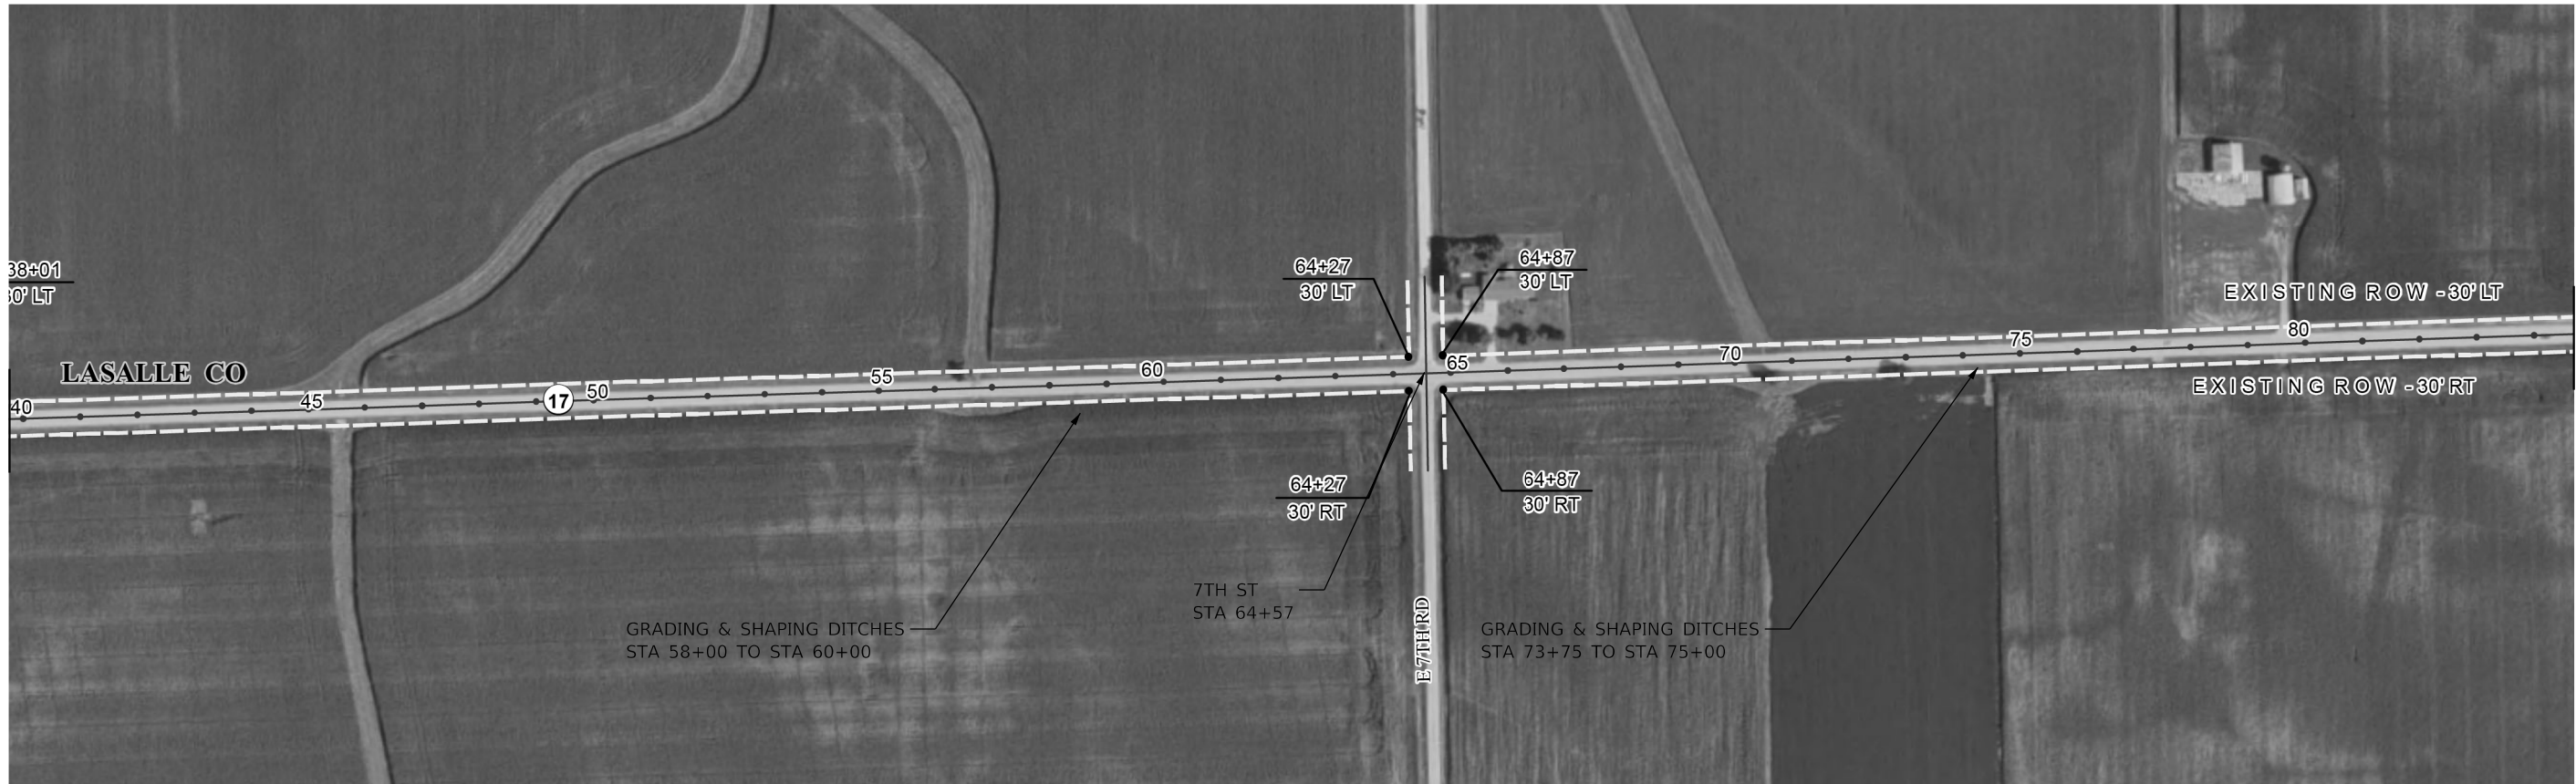 38+01
30' LT
LASALLE CO
40
45
17
50
55
60
64+27
30' LT
64+87
30' LT
65
70
75
80
EXISTING ROW - 30' LT
EXISTING ROW - 30' RT
64+27
30' RT
64+87
30' RT
7TH ST
STA 64+57
E 7TH RD
GRADING & SHAPING DITCHES
STA 58+00 TO STA 60+00
GRADING & SHAPING DITCHES
STA 73+75 TO STA 75+00